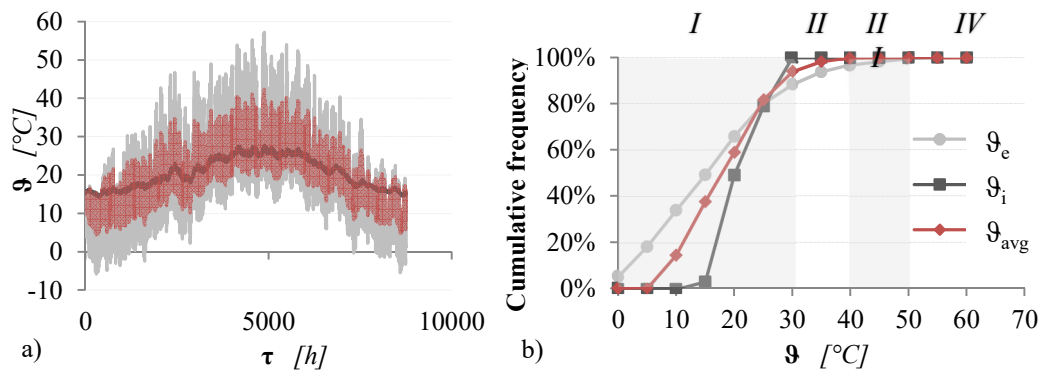 60
50
40
30
20
10
0
-10
ϑ [°C]
0
5000
10000
τ [h]
a)
I
II
II
I
IV
100%
80%
60%
40%
20%
0%
Cumulative frequency
0
10
20
30
40
50
60
70
ϑ [°C]
b)
ϑe
ϑi
ϑavg